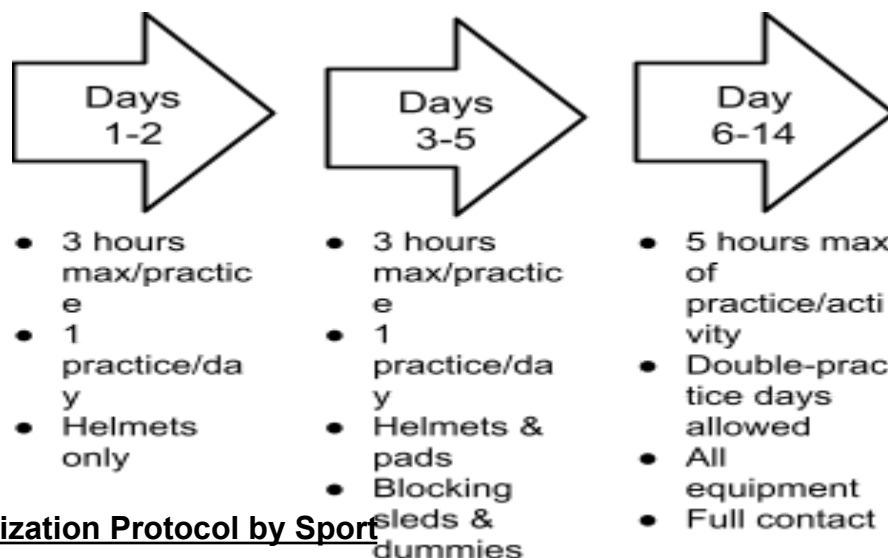 Days
1-2
● 3 hours
max/practic
e
● 1
practice/da
y
● Helmets
only
Days
3-5
● 3 hours
max/practic
e
● 1
practice/da
y
● Helmets &
pads
● Blocking
sleds &
dummies
Day
6-14
● 5 hours max
of
practice/acti
vity
● Double-prac
tice days
allowed
● All
equipment
● Full contact
ization Protocol by Sport